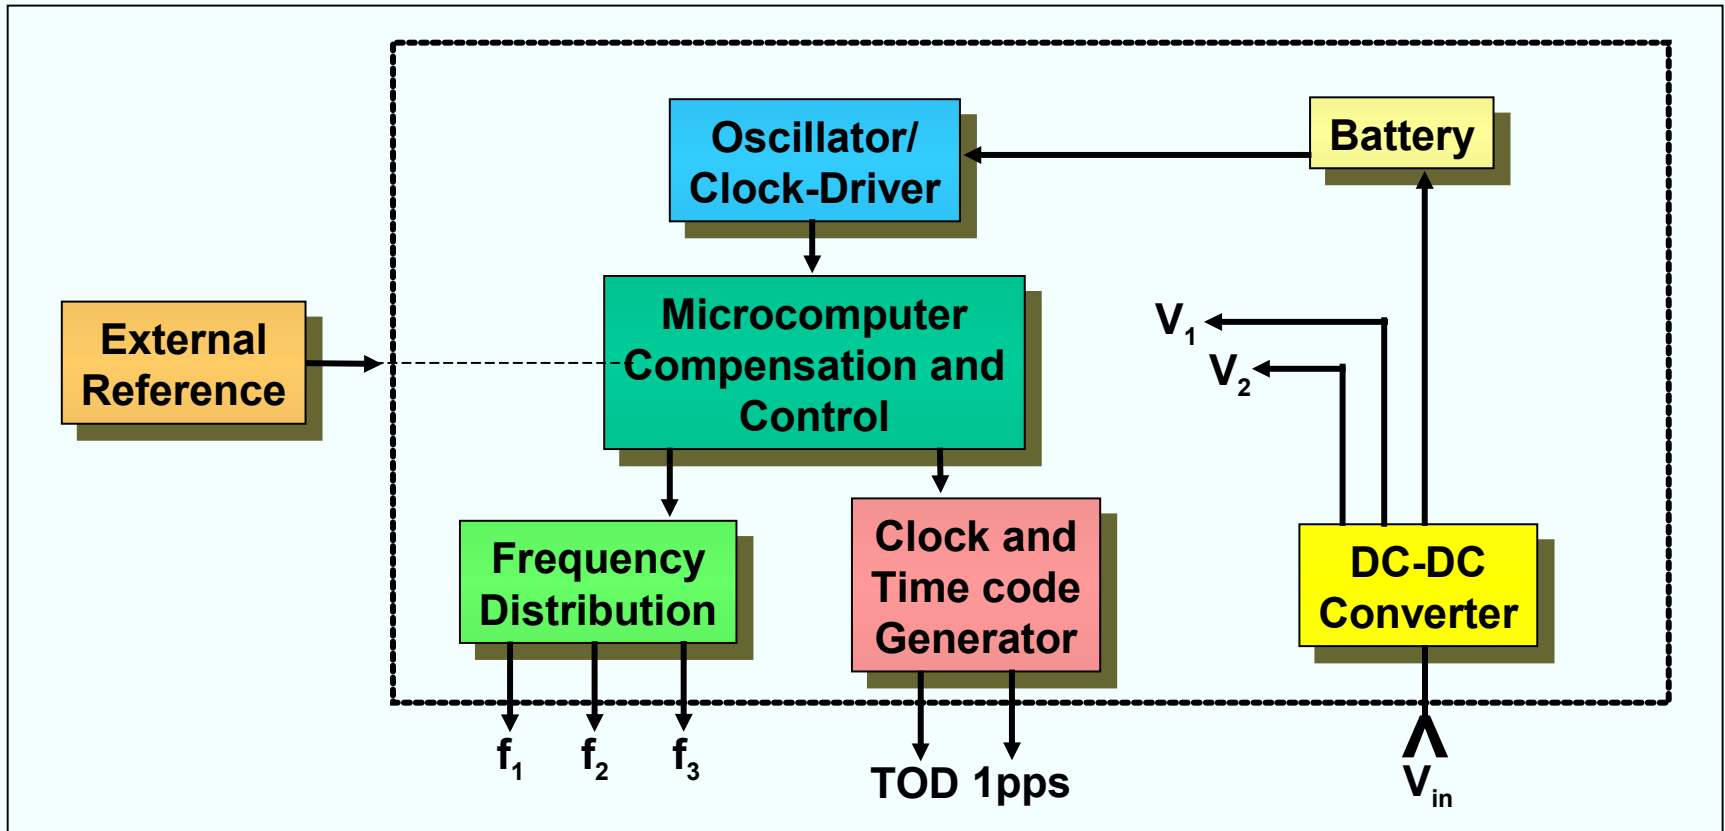 Oscillator/
Clock-Driver
Battery
External
Reference
Microcomputer
Compensation and
Control
V1
V2
Frequency
Distribution
Clock and
Time code
Generator
DC-DC
Converter
f1 f2 f3
TOD 1pps
Vin